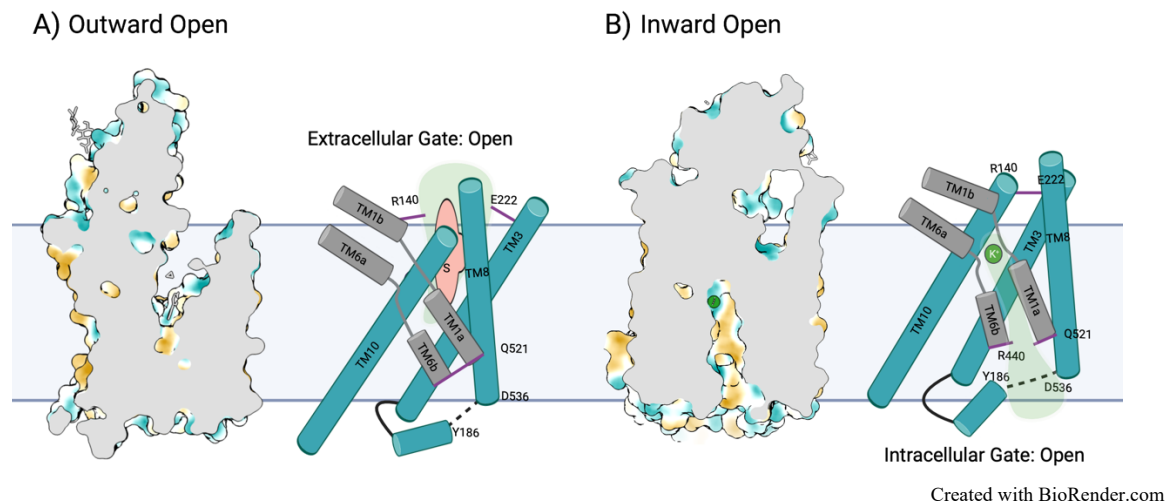 A) Outward Open
B) Inward Open
Extracellular Gate: Open
R140
E222
TM1b
TM6a
S
TM8
TM3
TM1a
TM10
TM6b
Q521
D536
Y186
R140
E222
TM1b
TM6a
TM3
TM8
K+
TM10
TM1a
TM6b
Q521
R440
Y186
D536
Intracellular Gate: Open
Created with BioRender.com